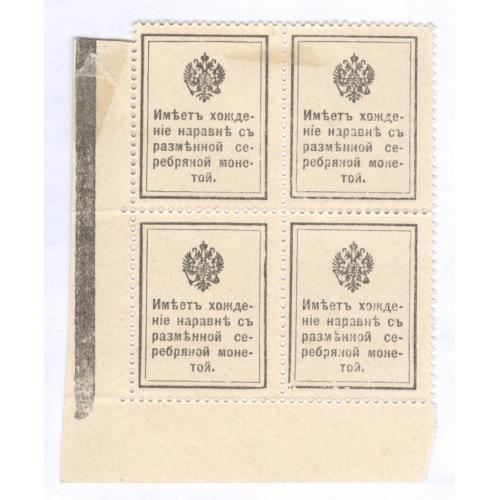 Имѣетъ хожде-
ніе наравнѣ съ
размѣнной се-
ребряной моне-
той.
Имѣетъ хожде-
ніе наравнѣ съ
размѣнной се-
ребряной моне-
той.
Имѣетъ хожде-
ніе наравнѣ съ
размѣнной се-
ребряной моне-
той.
Имѣетъ хожде-
ніе наравнѣ съ
размѣнной се-
ребряной моне-
той.